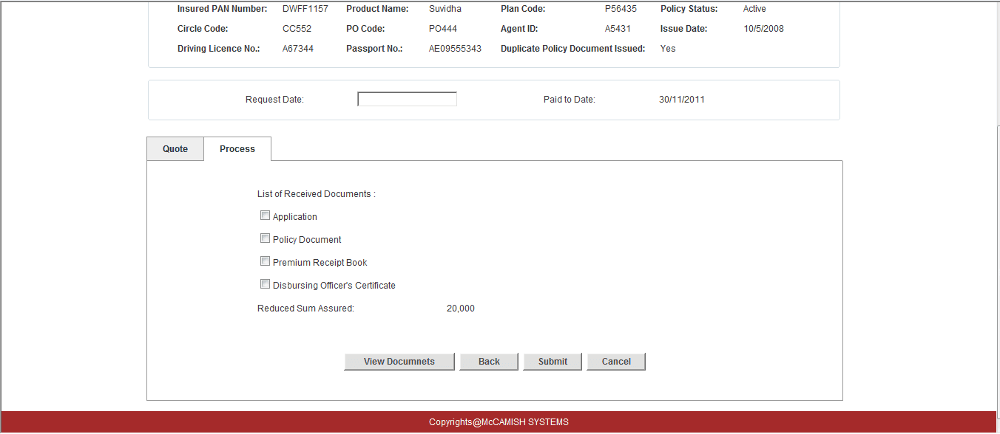 Insured PAN Number: DWFF1157 Product Name: Suvidha Plan Code: P56435 Policy Status: Active
Circle Code: CC552 PO Code: PO444 Agent ID: A5431 Issue Date: 10/5/2008
Driving Licence No.: A67344 Passport No.: AE09555343 Duplicate Policy Document Issued: Yes
Request Date: Paid to Date: 30/11/2011
Quote Process
List of Received Documents :
Application
Policy Document
Premium Receipt Book
Disbursing Officer's Certificate
Reduced Sum Assured: 20,000
View Documnets Back Submit Cancel
Copyrights@McCAMISH SYSTEMS